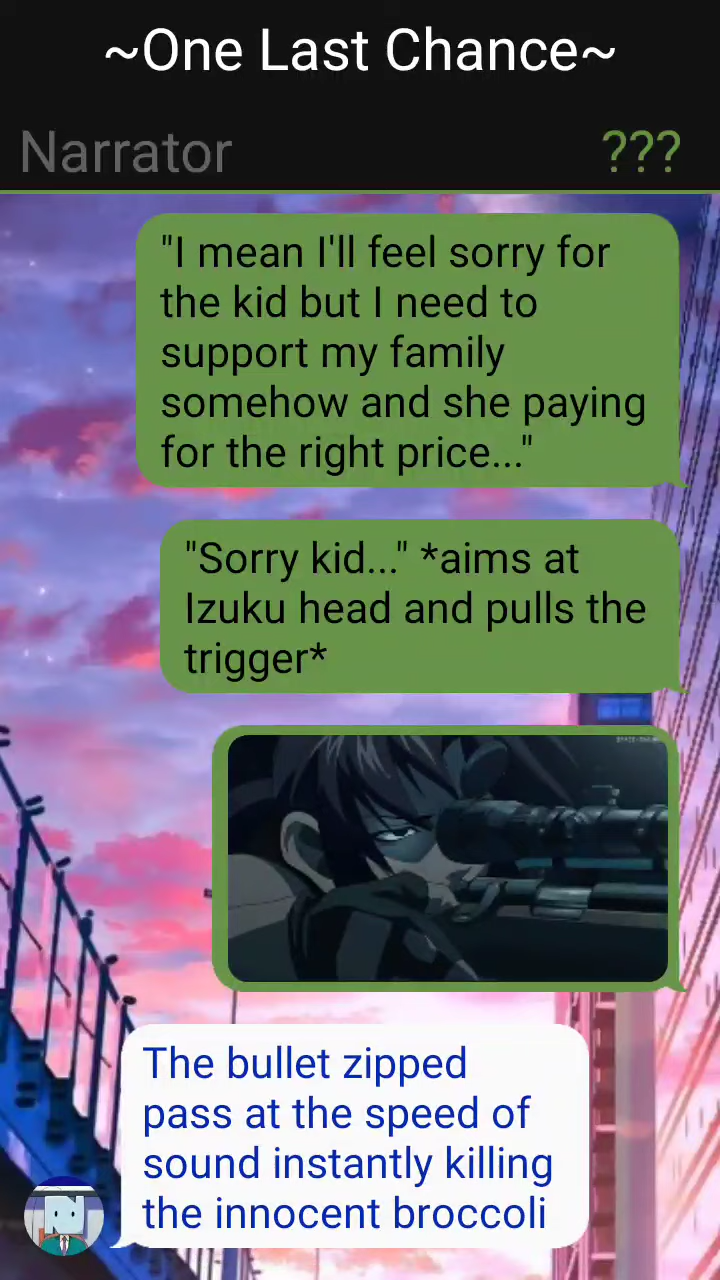 ~One Last Chance~
Narrator
???
"I mean I'll feel sorry for
the kid but I need to
support my family
somehow and she paying
for the right price..."
"Sorry kid..." *aims at
Izuku head and pulls the
trigger*
The bullet zipped
pass at the speed of
sound instantly killing
the innocent broccoli
N